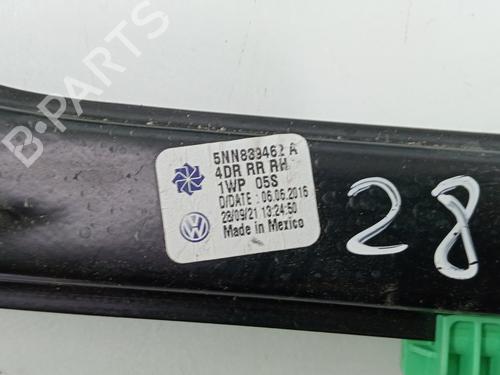 B-PARTS
5NN839462 A
4DR RR RH
1WP 05S
D/DATE : 06.06.2016
28/09/21 13:24:50
Made in Mexico
28